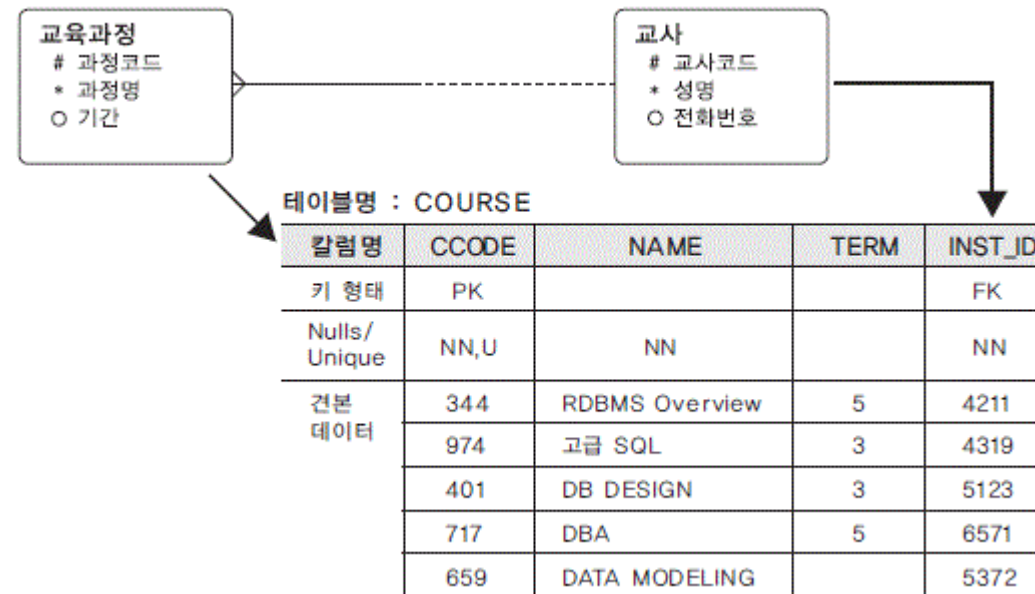 교육과정
# 과정코드
* 과정명
○ 기간
교사
# 교사코드
* 성명
○ 전화번호
테이블명 : COURSE
칼럼명 CCODE NAME TERM INST_ID
키 형태 PK FK
Nulls/
Unique NN,U NN NN
견본
데이터
344 RDBMS Overview 5 4211
974 고급 SQL 3 4319
401 DB DESIGN 3 5123
717 DBA 5 6571
659 DATA MODELING 5372